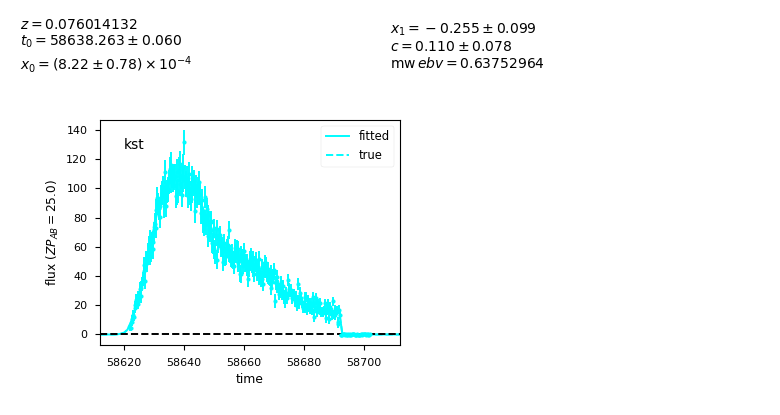 z = 0.076014132
t₀ = 58638.263 ± 0.060
x₀ = (8.22 ± 0.78) × 10⁻⁴
x₁ = −0.255 ± 0.099
c = 0.110 ± 0.078
mw ebv = 0.63752964
kst
fitted
true
140
120
100
80
60
40
20
0
flux (ZP_AB = 25.0)
58620 58640 58660 58680 58700
time